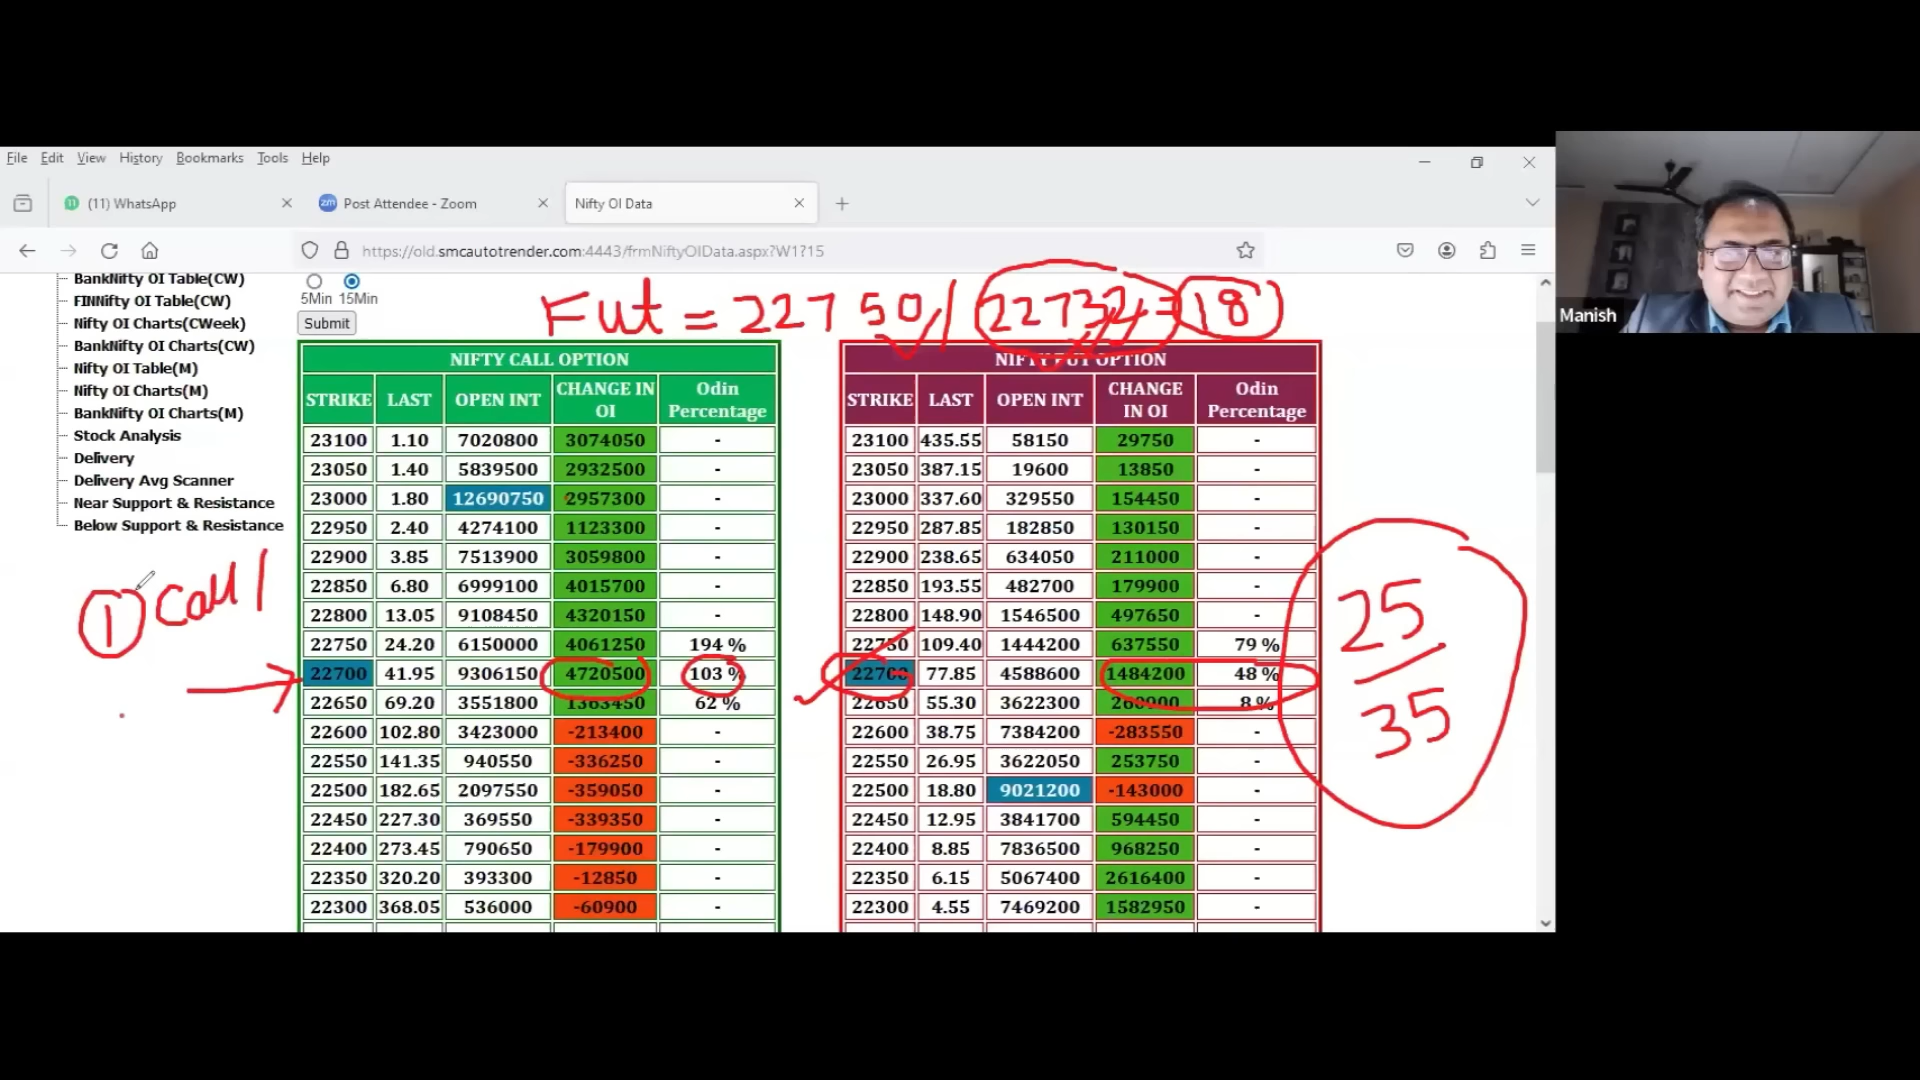 File Edit View History Bookmarks Tools Help
(11) WhatsApp
Post Attendee - Zoom
Nifty OI Data
https://old.smcautotrender.com:4443/frmNiftyOIData.aspx?W1?15
Manish
BankNifty OI Table(CW)
FINNifty OI Table(CW)
Nifty OI Charts(CWeek)
BankNifty OI Charts(CW)
Nifty OI Table(M)
Nifty OI Charts(M)
BankNifty OI Charts(M)
Stock Analysis
Delivery
Delivery Avg Scanner
Near Support & Resistance
Below Support & Resistance
5Min 15Min
Submit
Fut = 22750 / 22732 = 18
1 Call /
NIFTY CALL OPTION
STRIKE LAST OPEN INT CHANGE IN OI Odin Percentage
23100 1.10 7020800 3074050 -
23050 1.40 5839500 2932500 -
23000 1.80 12690750 2957300 -
22950 2.40 4274100 1123300 -
22900 3.85 7513900 3059800 -
22850 6.80 6999100 4015700 -
22800 13.05 9108450 4320150 -
22750 24.20 6150000 4061250 194 %
22700 41.95 9306150 4720500 103 %
22650 69.20 3551800 1363450 62 %
22600 102.80 3423000 -213400 -
22550 141.35 940550 -336250 -
22500 182.65 2097550 -359050 -
22450 227.30 369550 -339350 -
22400 273.45 790650 -179900 -
22350 320.20 393300 -12850 -
22300 368.05 536000 -60900 -
NIFTY PUT OPTION
STRIKE LAST OPEN INT CHANGE IN OI Odin Percentage
23100 435.55 58150 29750 -
23050 387.15 19600 13850 -
23000 337.60 329550 154450 -
22950 287.85 182850 130150 -
22900 238.65 634050 211000 -
22850 193.55 482700 179900 -
22800 148.90 1546500 497650 -
22750 109.40 1444200 637550 79 %
22700 77.85 4588600 1484200 48 %
22650 55.30 3622300 8 %
22600 38.75 7384200 -283550 -
22550 26.95 3622050 253750 -
22500 18.80 9021200 -143000 -
22450 12.95 3841700 594450 -
22400 8.85 7836500 968250 -
22350 6.15 5067400 2616400 -
22300 4.55 7469200 1582950 -
25
35